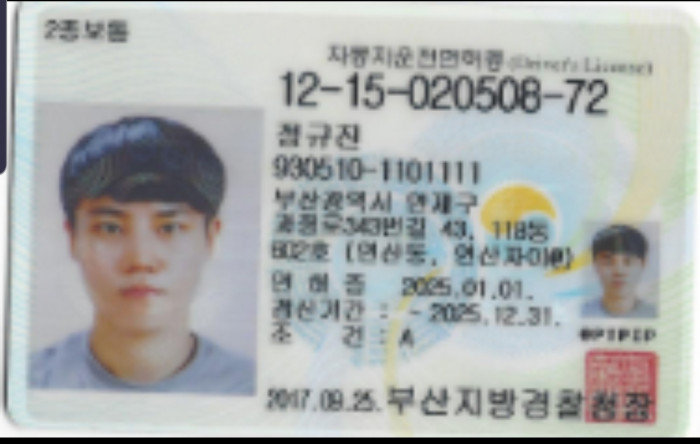 2종보통
자동차운전면허증 (Driver's License)
12-15-020508-72
정규진
930510-1101111
부산광역시 연제구
과정로343번길 43, 118동
602호 (연산동, 연산자이@)
면 허 증 2025.01.01.
갱신기간 : ~ 2025.12.31.
조 건 : A
2017.09.25. 부산지방경찰청장